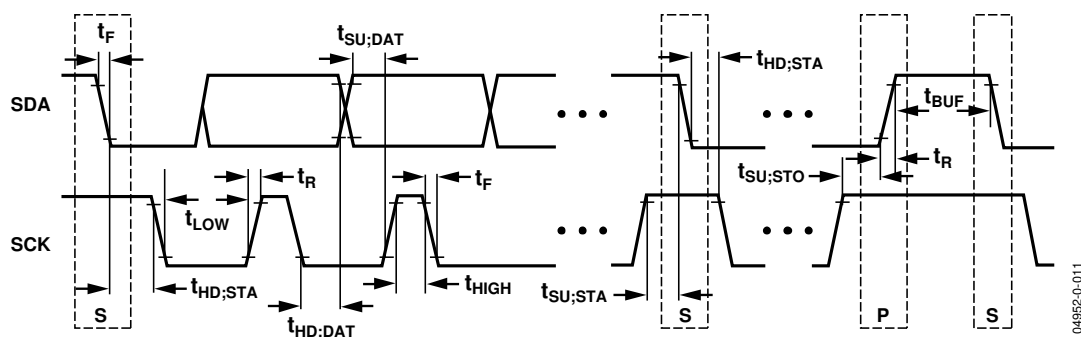 tF
tSU;DAT
tHD;STA
SDA
tBUF
tR
tF
tSU;STO
tR
tLOW
SCK
tHD;STA
tHIGH
tSU;STA
tHD;DAT
S
S
P
S
04952-0-011